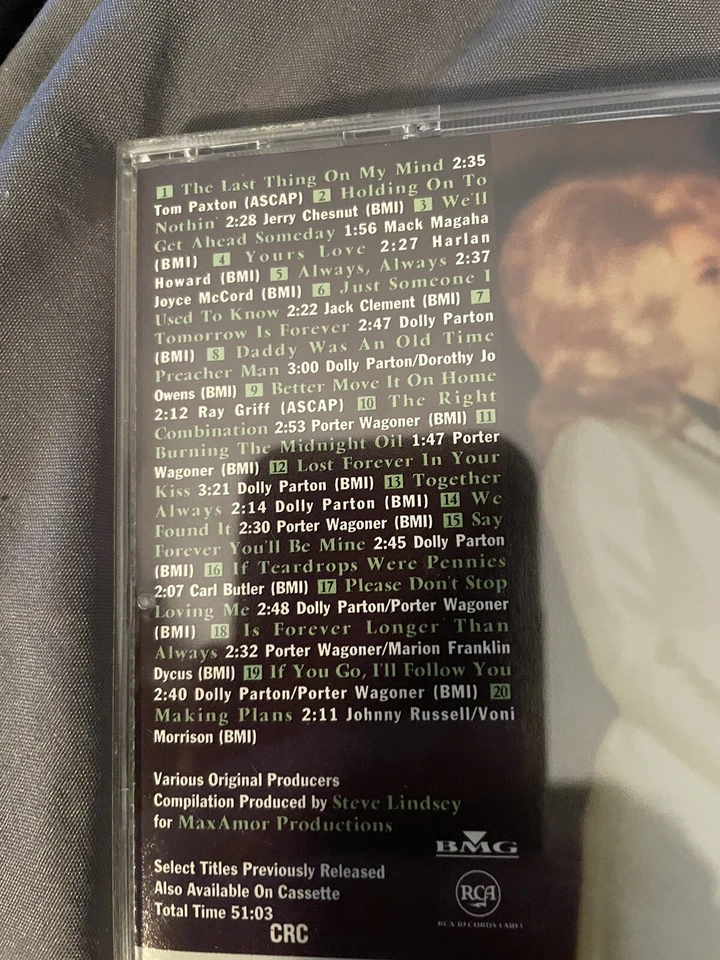 1 The Last Thing On My Mind 2:35
Tom Paxton (ASCAP) 2 Holding On To
Nothin' 2:28 Jerry Chesnut (BMI) 3 We'll
Get Ahead Someday 1:56 Mack Magaha
(BMI) 4 Yours Love 2:27 Harlan
Howard (BMI) 5 Always, Always 2:37
Joyce McCord (BMI) 6 Just Someone I
Used To Know 2:22 Jack Clement (BMI) 7
Tomorrow Is Forever 2:47 Dolly Parton
(BMI) 8 Daddy Was An Old Time
Preacher Man 3:00 Dolly Parton/Dorothy Jo
Owens (BMI) 9 Better Move It On Home
2:12 Ray Griff (ASCAP) 10 The Right
Combination 2:53 Porter Wagoner (BMI) 11
Burning The Midnight Oil 1:47 Porter
Wagoner (BMI) 12 Lost Forever In Your
Kiss 3:21 Dolly Parton (BMI) 13 Together
Always 2:14 Dolly Parton (BMI) 14 We
Found It 2:30 Porter Wagoner (BMI) 15 Say
Forever You'll Be Mine 2:45 Dolly Parton
(BMI) 16 If Teardrops Were Pennies
2:07 Carl Butler (BMI) 17 Please Don't Stop
Loving Me 2:48 Dolly Parton/Porter Wagoner
(BMI) 18 Is Forever Longer Than
Always 2:32 Porter Wagoner/Marion Franklin
Dycus (BMI) 19 If You Go, I'll Follow You
2:40 Dolly Parton/Porter Wagoner (BMI) 20
Making Plans 2:11 Johnny Russell/Voni
Morrison (BMI)
Various Original Producers
Compilation Produced by Steve Lindsey
for MaxAmor Productions
BMG
Select Titles Previously Released
Also Available On Cassette
Total Time 51:03
CRC
RCA
RCA RECORDS LABEL